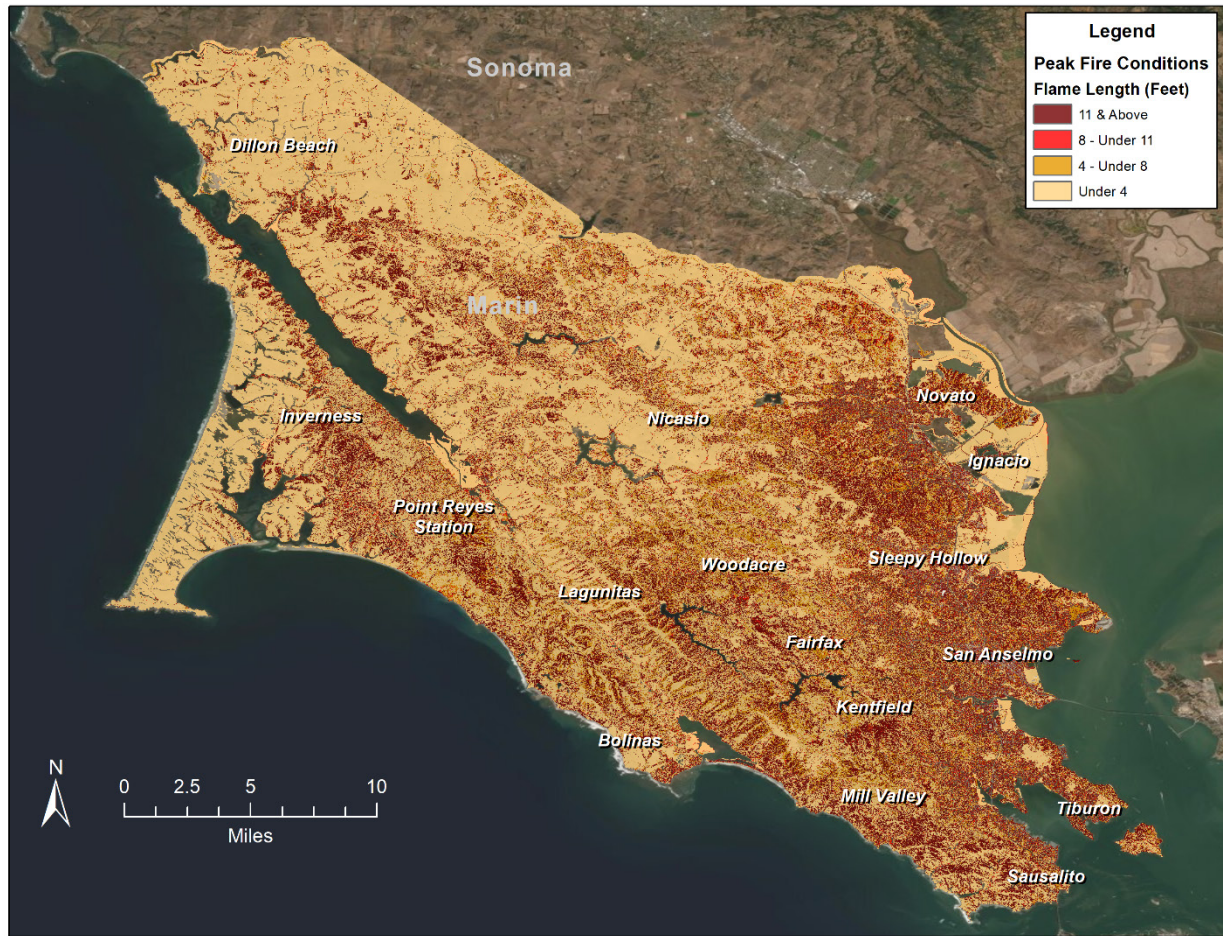 Legend
Peak Fire Conditions
Flame Length (Feet)
11 & Above
8 - Under 11
4 - Under 8
Under 4
Sonoma
Dillon Beach
Marin
Novato
Inverness
Nicasio
Ignacio
Point Reyes
Station
Sleepy Hollow
Woodacre
Lagunitas
Fairfax
San Anselmo
Kentfield
Bolinas
N
0 2.5 5 10
Miles
Mill Valley
Tiburon
Sausalito